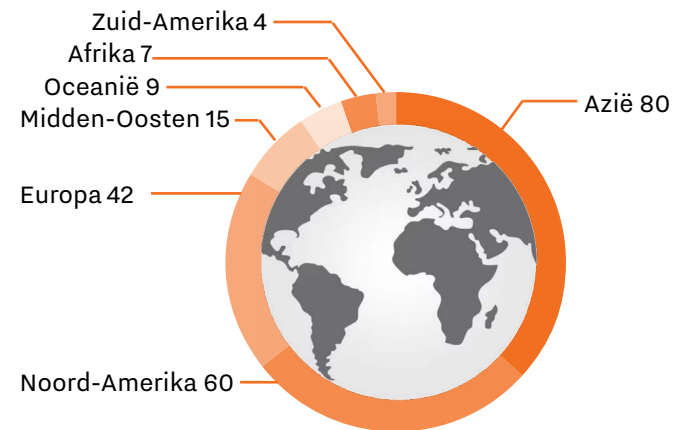 Zuid-Amerika 4
Afrika 7
Oceanië 9
Midden-Oosten 15
Azië 80
Europa 42
Noord-Amerika 60